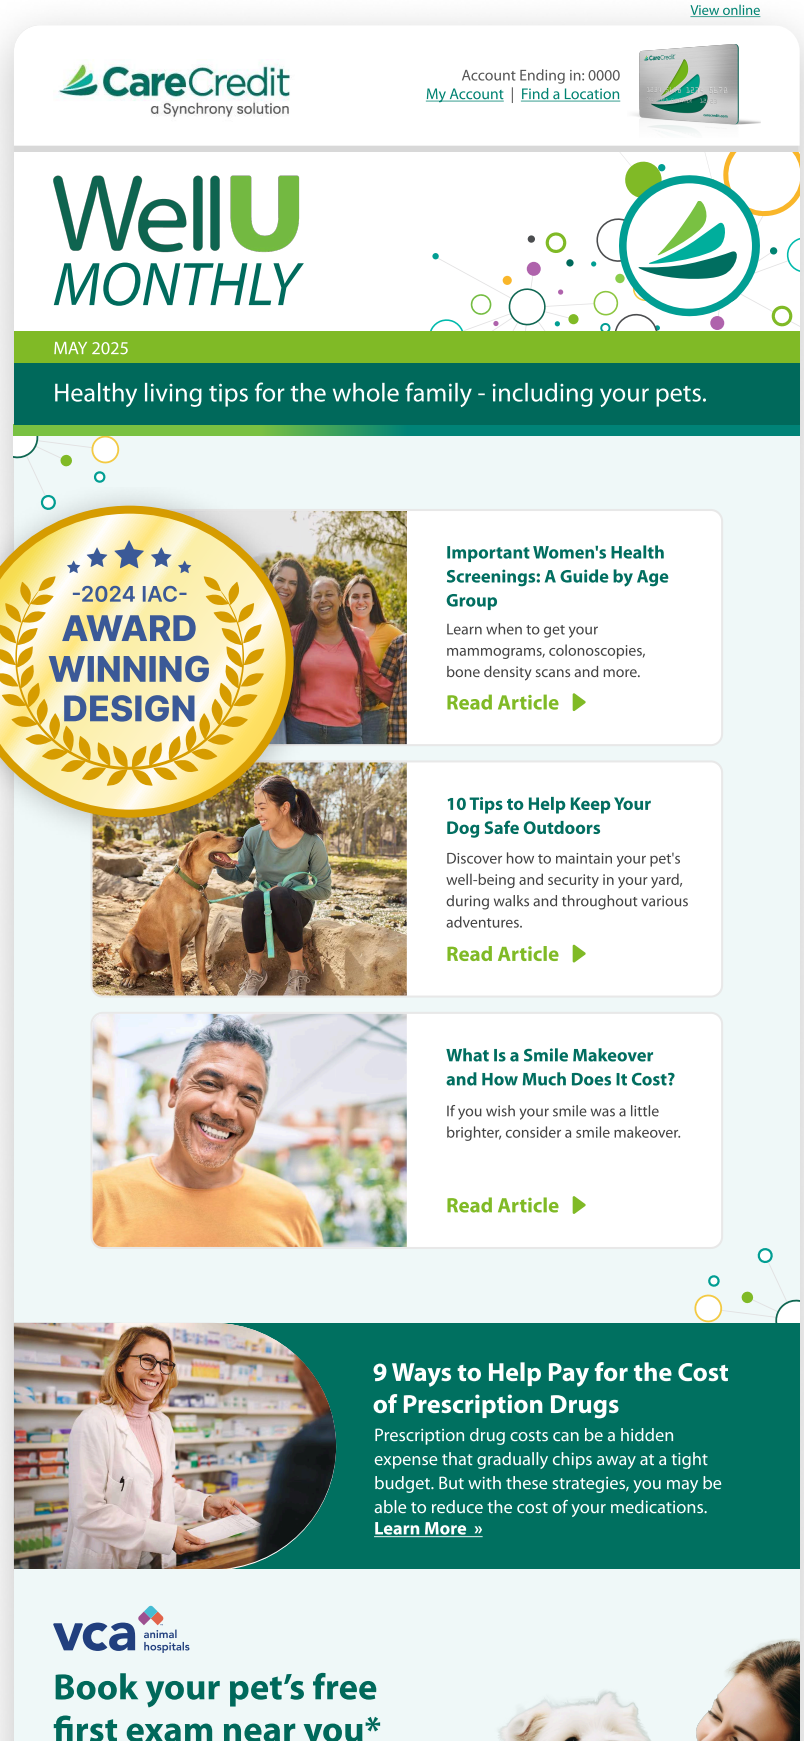 View online
CareCredit
a Synchrony solution
Account Ending in: 0000
My Account | Find a Location
CareCredit
WellU
MONTHLY
MAY 2025
Healthy living tips for the whole family - including your pets.
-2024 IAC-
AWARD
WINNING
DESIGN
Important Women's Health
Screenings: A Guide by Age
Group
Learn when to get your
mammograms, colonoscopies,
bone density scans and more.
Read Article
10 Tips to Help Keep Your
Dog Safe Outdoors
Discover how to maintain your pet's
well-being and security in your yard,
during walks and throughout various
adventures.
Read Article
What Is a Smile Makeover
and How Much Does It Cost?
If you wish your smile was a little
brighter, consider a smile makeover.
Read Article
9 Ways to Help Pay for the Cost
of Prescription Drugs
Prescription drug costs can be a hidden
expense that gradually chips away at a tight
budget. But with these strategies, you may be
able to reduce the cost of your medications.
Learn More »
vca animal
hospitals
Book your pet’s free
first exam near you*